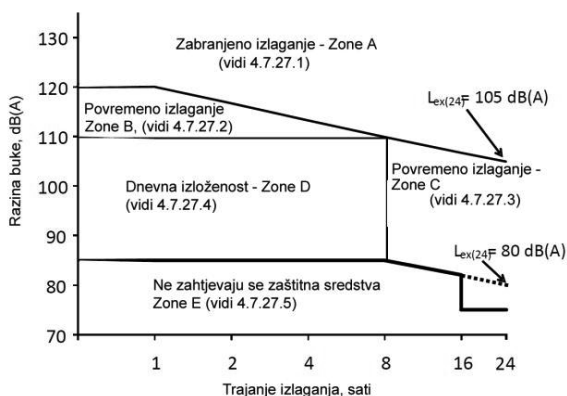 130
120
110
100
90
80
70
Razina buke, dB(A)
Zabranjeno izlaganje - Zone A
(vidi 4.7.27.1)
Povremeno izlaganje
Zone B, (vidi 4.7.27.2)
Lex(24)= 105 dB(A)
Dnevna izloženost - Zone D
(vidi 4.7.27.4)
Povremeno izlaganje -
Zone C
(vidi 4.7.27.3)
Lex(24)= 80 dB(A)
Ne zahtjevaju se zaštitna sredstva
Zone E (vidi 4.7.27.5)
1 2 4 8 16 24
Trajanje izlaganja, sati